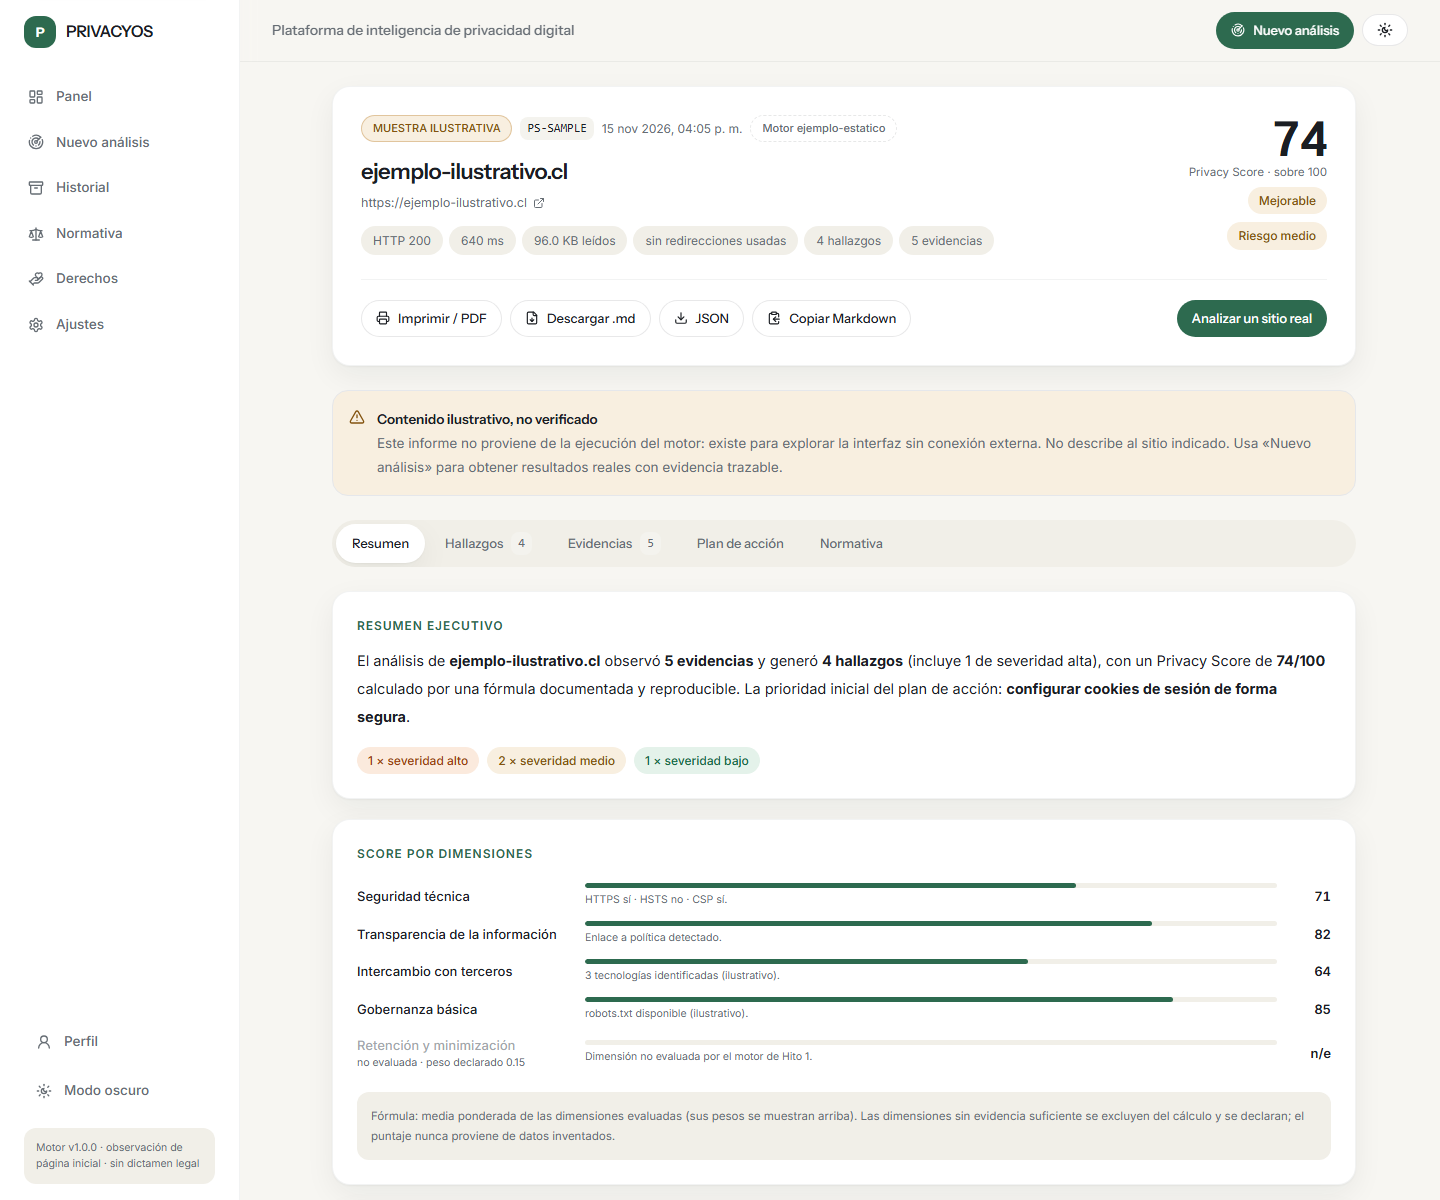 P PRIVACYOS
Plataforma de inteligencia de privacidad digital
Nuevo análisis
Panel
Nuevo análisis
Historial
Normativa
Derechos
Ajustes
Perfil
Modo oscuro
Motor v1.0.0 · observación de
página inicial · sin dictamen legal
MUESTRA ILUSTRATIVA PS-SAMPLE 15 nov 2026, 04:05 p. m. Motor ejemplo-estatico
ejemplo-ilustrativo.cl
https://ejemplo-ilustrativo.cl
HTTP 200 640 ms 96.0 KB leídos sin redirecciones usadas 4 hallazgos 5 evidencias
74
Privacy Score · sobre 100
Mejorable
Riesgo medio
Imprimir / PDF Descargar .md JSON Copiar Markdown Analizar un sitio real
Contenido ilustrativo, no verificado
Este informe no proviene de la ejecución del motor: existe para explorar la interfaz sin conexión externa. No describe al sitio indicado. Usa «Nuevo
análisis» para obtener resultados reales con evidencia trazable.
Resumen Hallazgos 4 Evidencias 5 Plan de acción Normativa
RESUMEN EJECUTIVO
El análisis de ejemplo-ilustrativo.cl observó 5 evidencias y generó 4 hallazgos (incluye 1 de severidad alta), con un Privacy Score de 74/100
calculado por una fórmula documentada y reproducible. La prioridad inicial del plan de acción: configurar cookies de sesión de forma
segura.
1 × severidad alto 2 × severidad medio 1 × severidad bajo
SCORE POR DIMENSIONES
Seguridad técnica 71
HTTPS sí · HSTS no · CSP sí.
Transparencia de la información 82
Enlace a política detectado.
Intercambio con terceros 64
3 tecnologías identificadas (ilustrativo).
Gobernanza básica 85
robots.txt disponible (ilustrativo).
Retención y minimización n/e
no evaluada · peso declarado 0.15
Dimensión no evaluada por el motor de Hito 1.
Fórmula: media ponderada de las dimensiones evaluadas (sus pesos se muestran arriba). Las dimensiones sin evidencia suficiente se excluyen del cálculo y se declaran; el
puntaje nunca proviene de datos inventados.